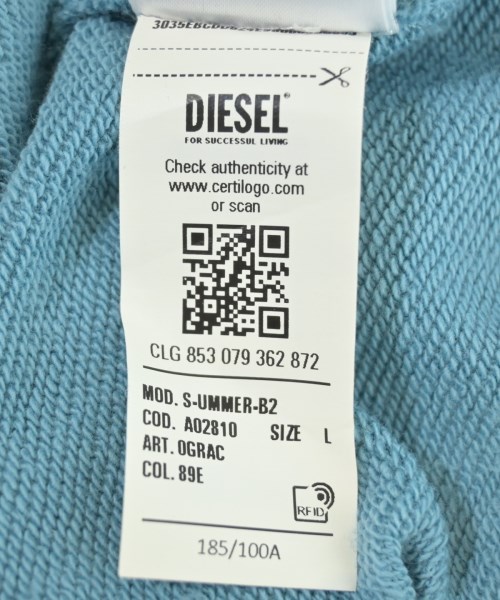 DIESEL®
FOR SUCCESSFUL LIVING
Check authenticity at
www.certilogo.com
or scan
CLG 853 079 362 872
MOD. S-UMMER-B2
COD. A02810 SIZE L
ART. 0GRAC
COL. 89E
RFID
185/100A